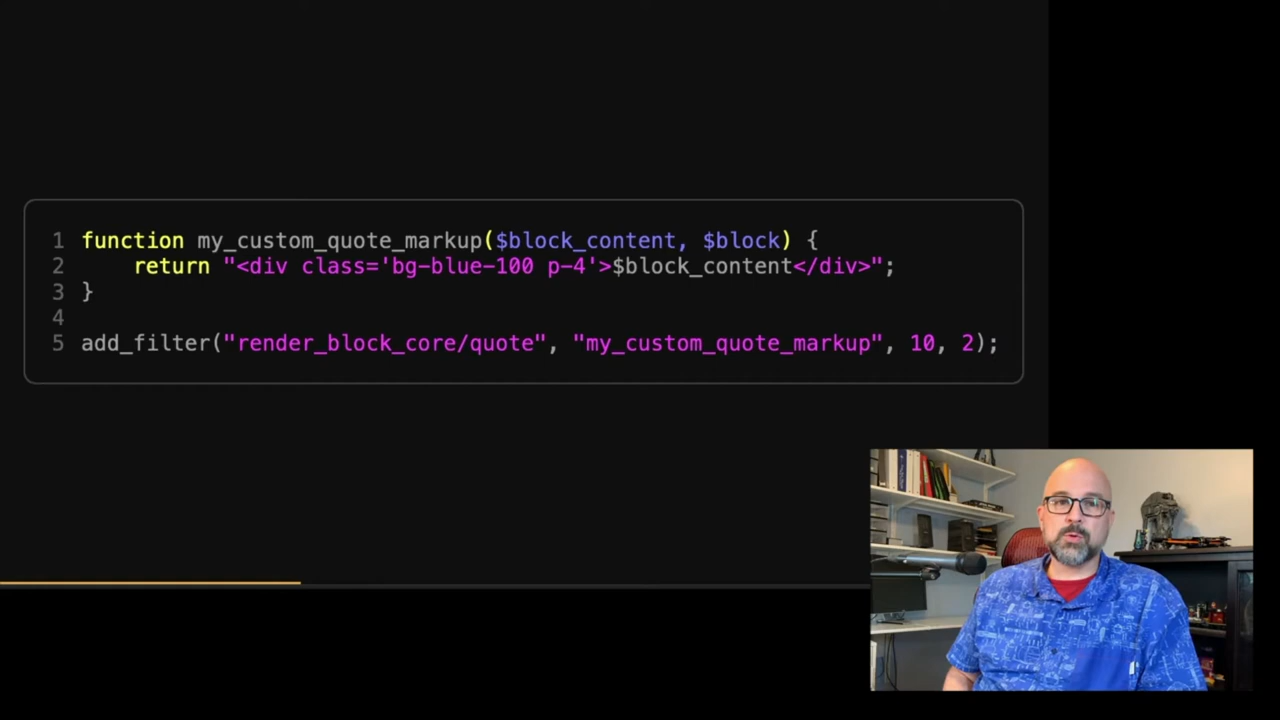 1 function my_custom_quote_markup($block_content, $block) {
2 return "<div class='bg-blue-100 p-4'>$block_content</div>";
3 }
4
5 add_filter("render_block_core/quote", "my_custom_quote_markup", 10, 2);